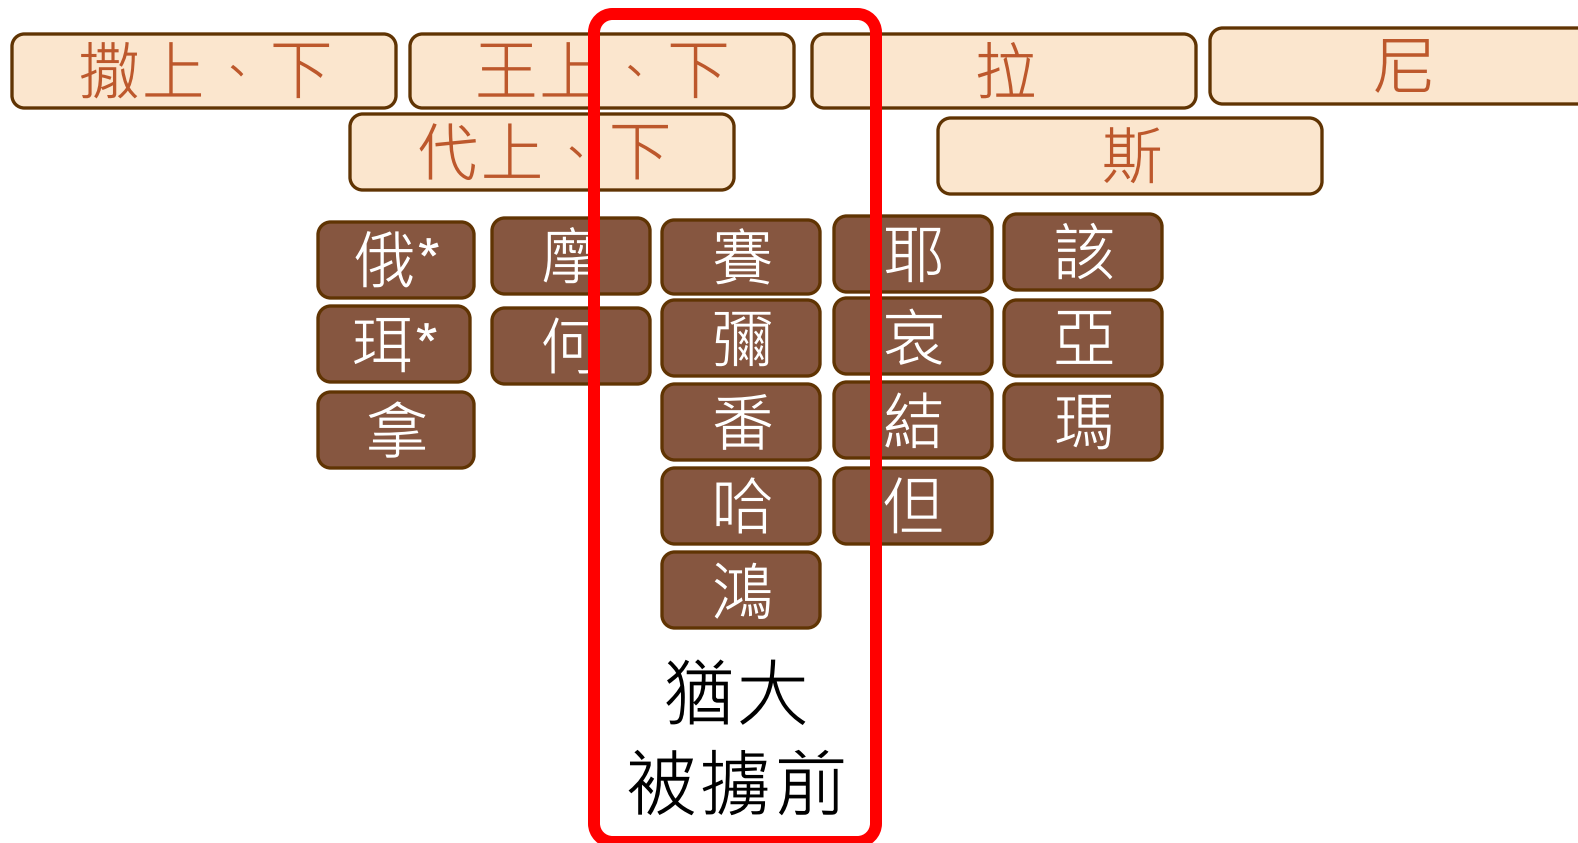 撒上、下 王上、下 拉 尼
代上、下 斯
俄* 摩 賽 耶 該
珥* 何 彌 哀 亞
拿 番 結 瑪
哈 但
鴻
猶大
被擄前